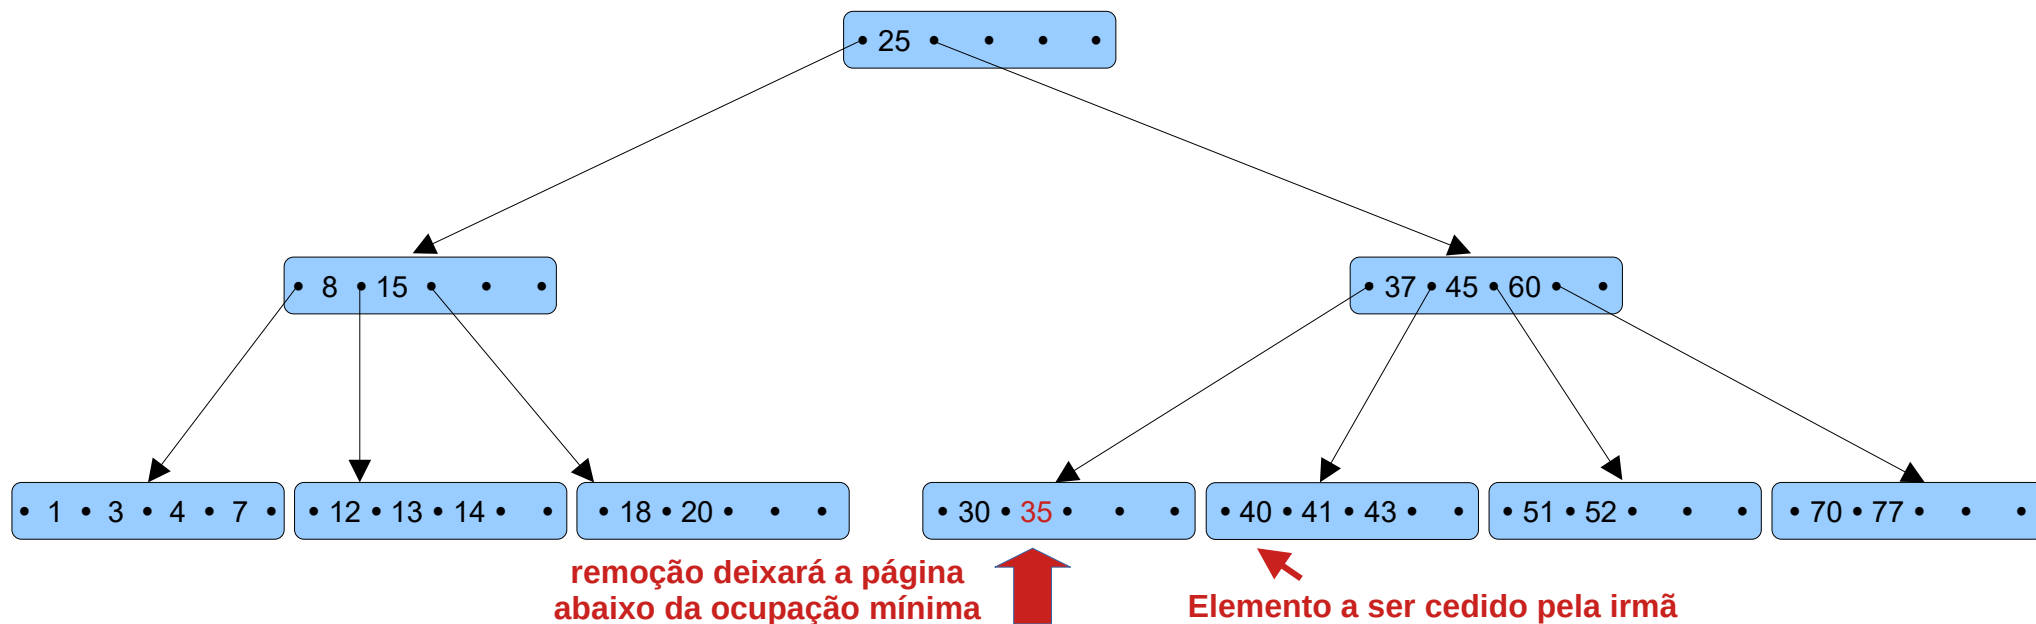 • 25 • • • •
• 8 • 15 • • •
• 37 • 45 • 60 • •
• 1 • 3 • 4 • 7 •
• 12 • 13 • 14 • •
• 18 • 20 • • •
• 30 • 35 • • •
• 40 • 41 • 43 • •
• 51 • 52 • • •
• 70 • 77 • • •
remoção deixará a página
abaixo da ocupação mínima
Elemento a ser cedido pela irmã